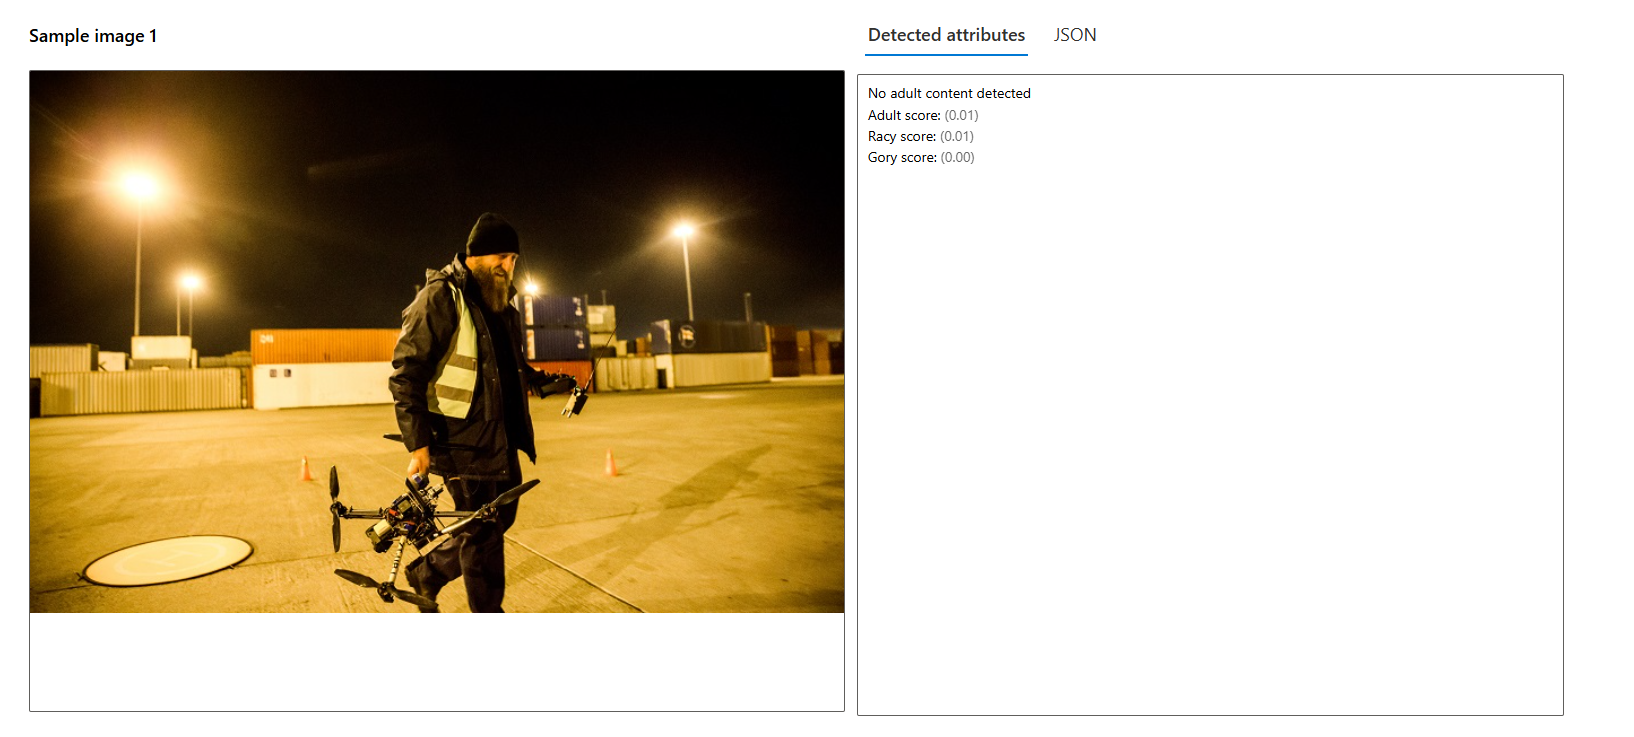 Sample image 1
Detected attributes
JSON
No adult content detected
Adult score: (0.01)
Racy score: (0.01)
Gory score: (0.00)